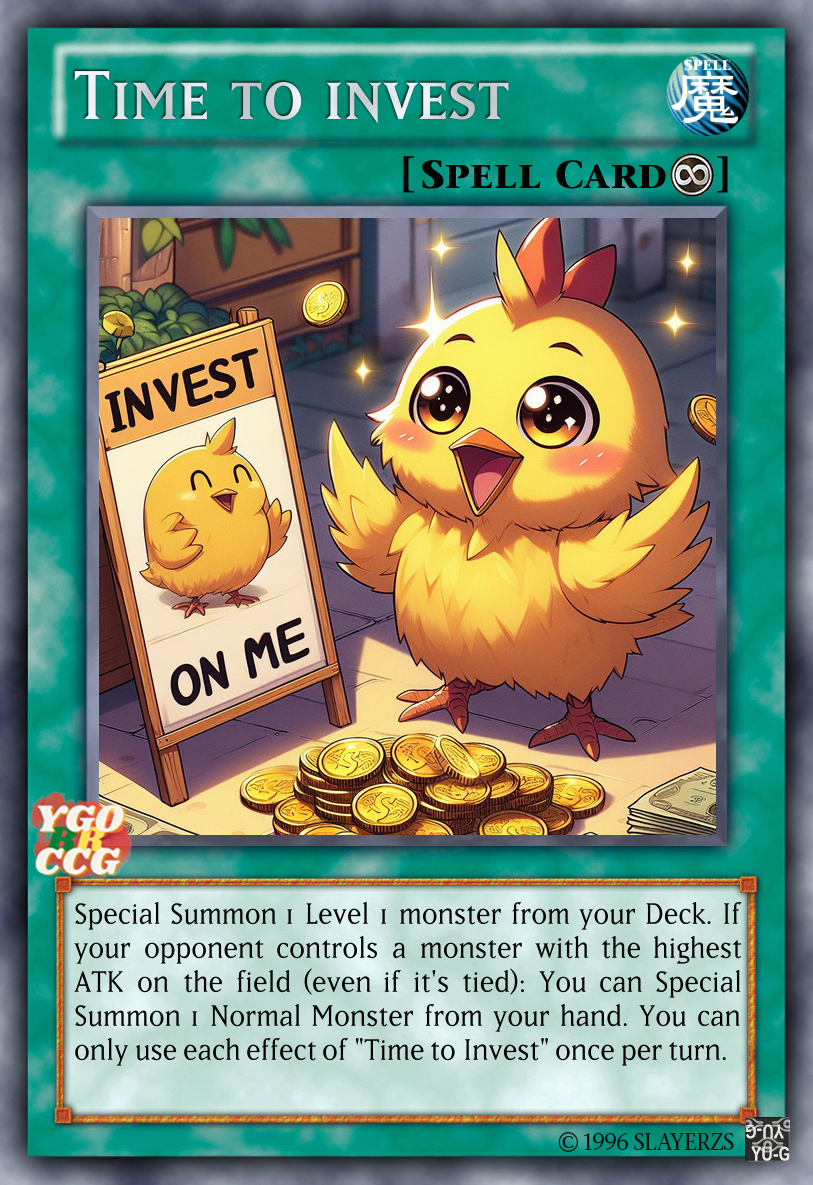 Time to invest
SPELL
魔
[Spell Card∞]
INVEST
ON ME
YGO
BR
CCG
Special Summon 1 Level 1 monster from your Deck. If
your opponent controls a monster with the highest
ATK on the field (even if it's tied): You can Special
Summon 1 Normal Monster from your hand. You can
only use each effect of "Time to Invest" once per turn.
© 1996 SLAYERZS